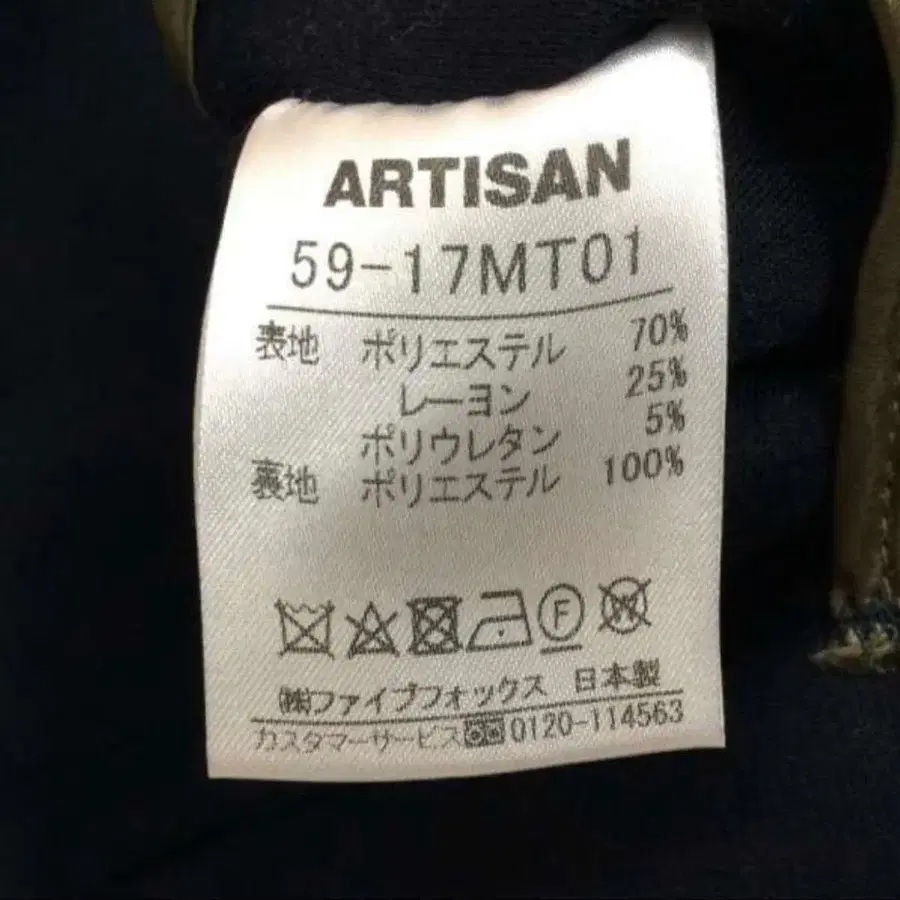 ARTISAN
59-17MT01
表地 ポリエステル 70%
レーヨン 25%
ポリウレタン 5%
裏地 ポリエステル 100%
F W
㈱ファイブフォックス 日本製
カスタマーサービス 0120-114563